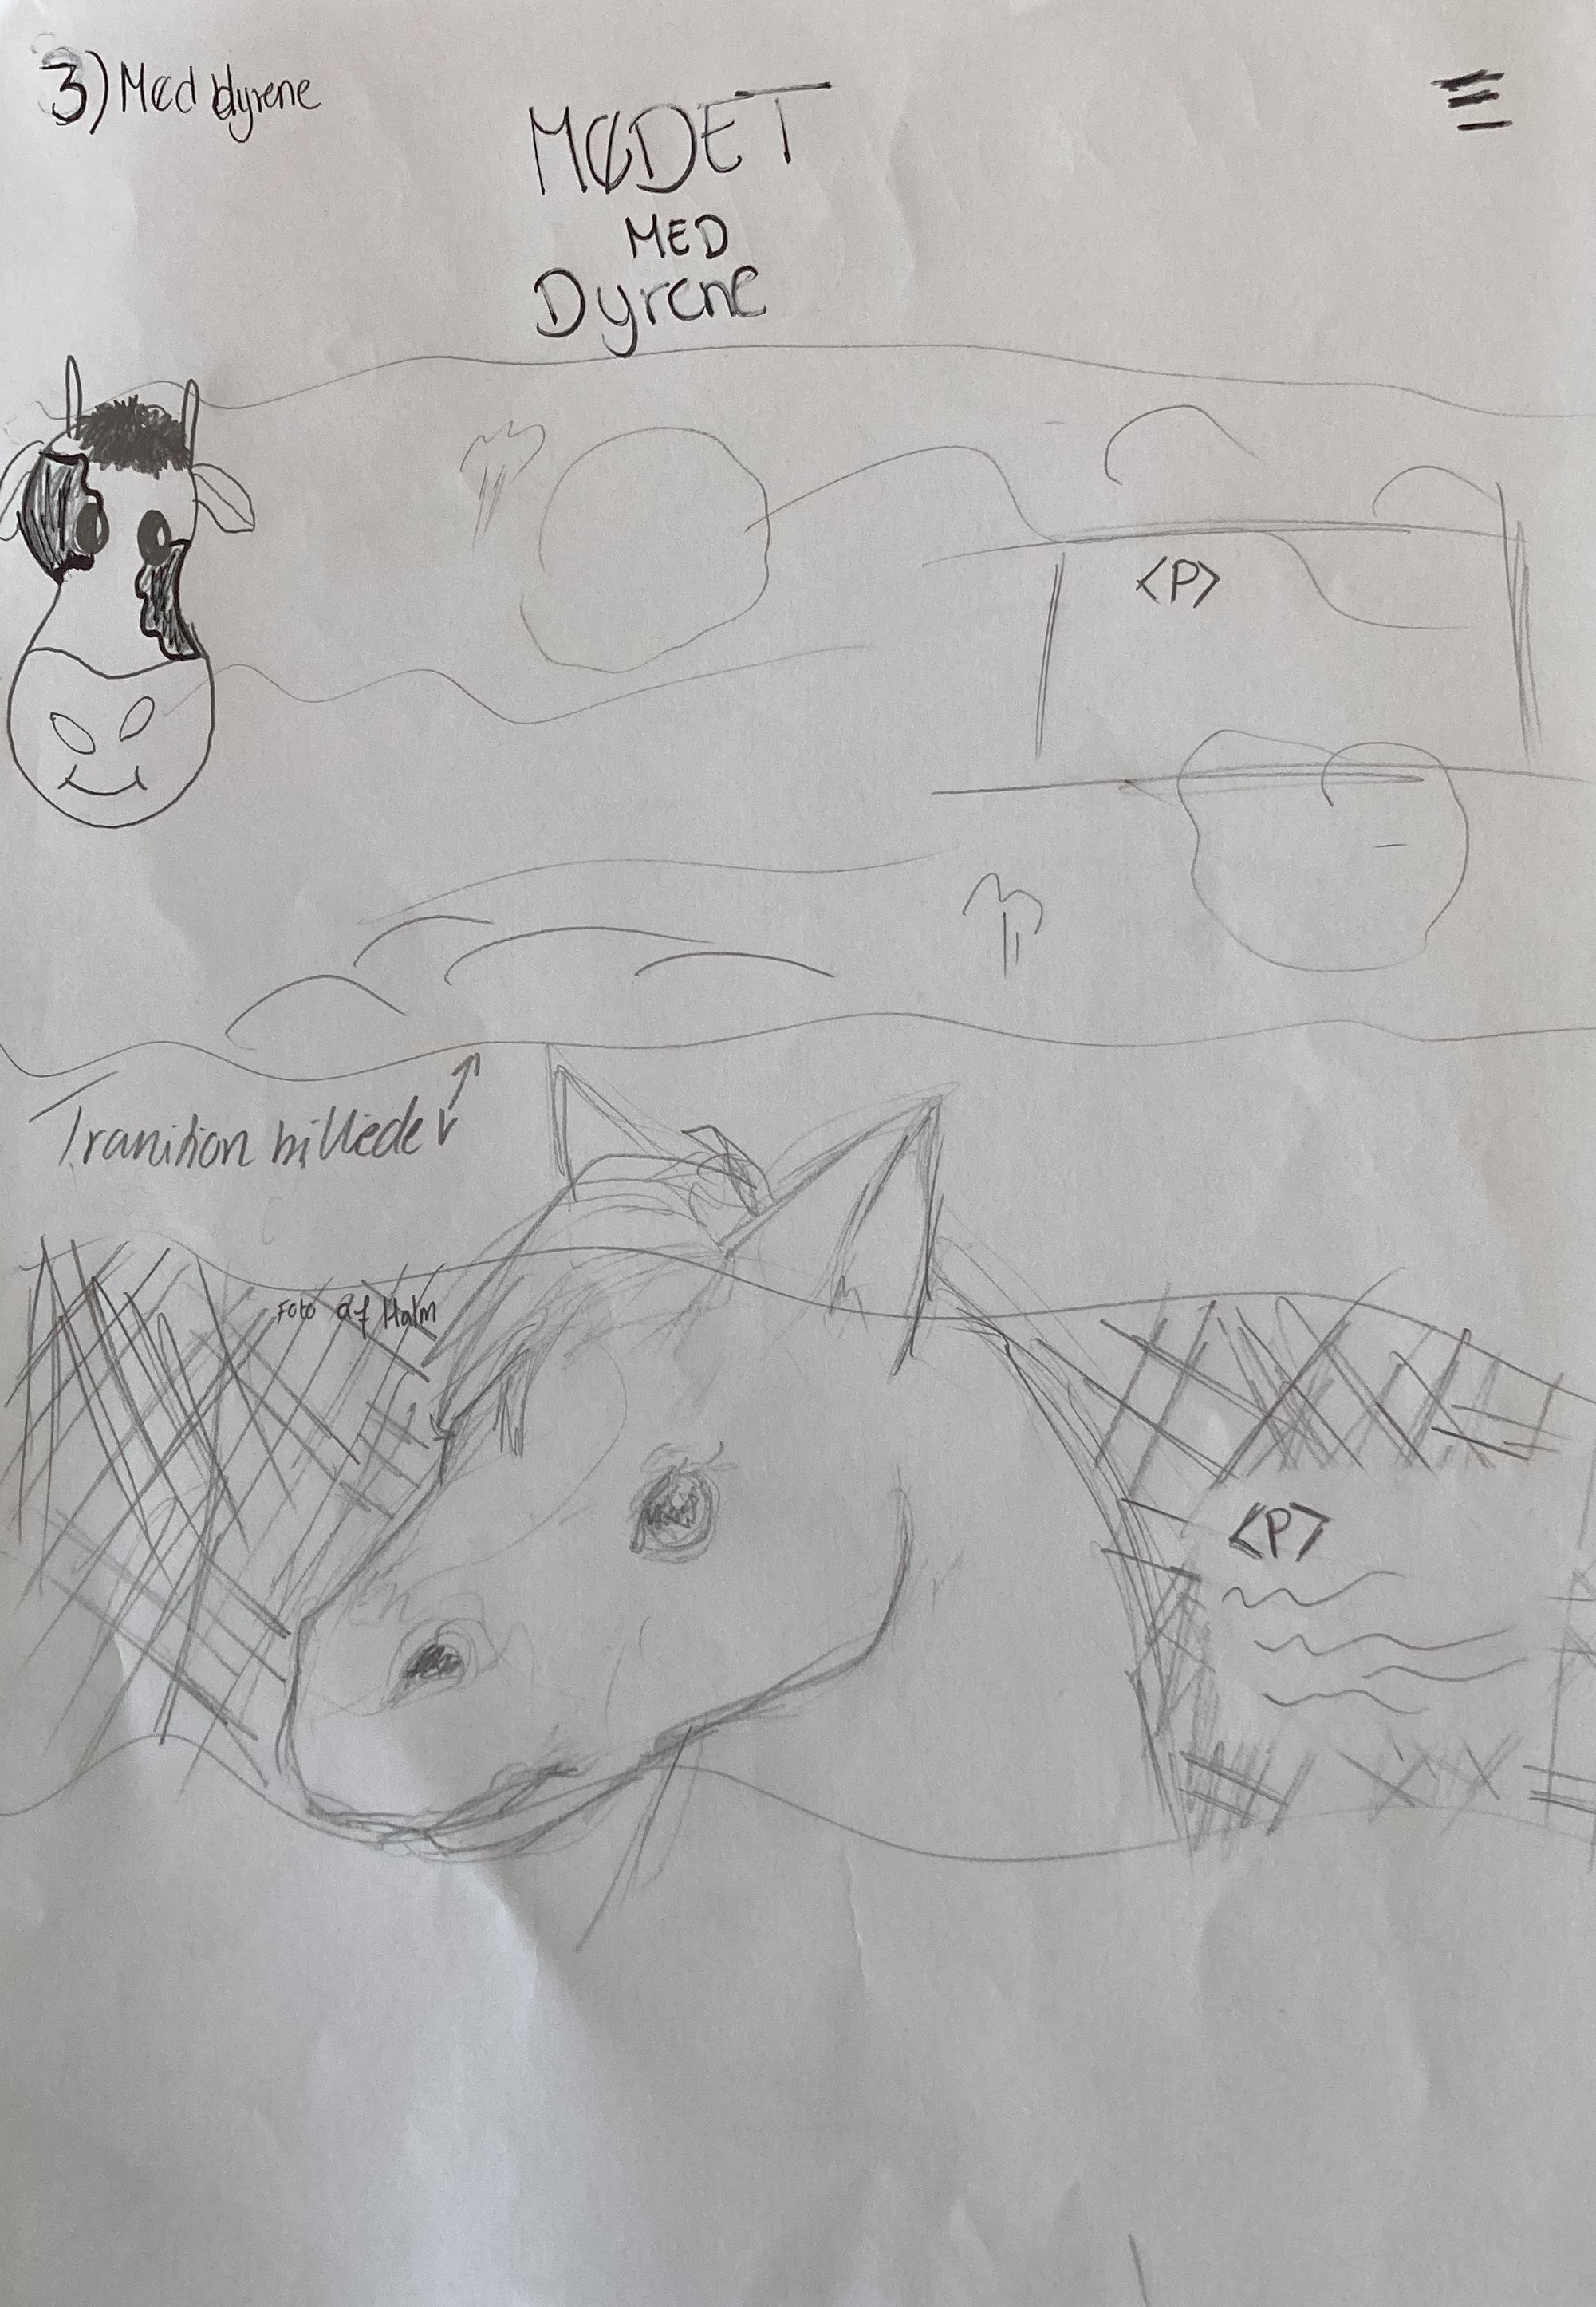 3) Mød dyrene
MØDET
MED
Dyrene
<P>
Tranition billede
Foto af Halm
<P>